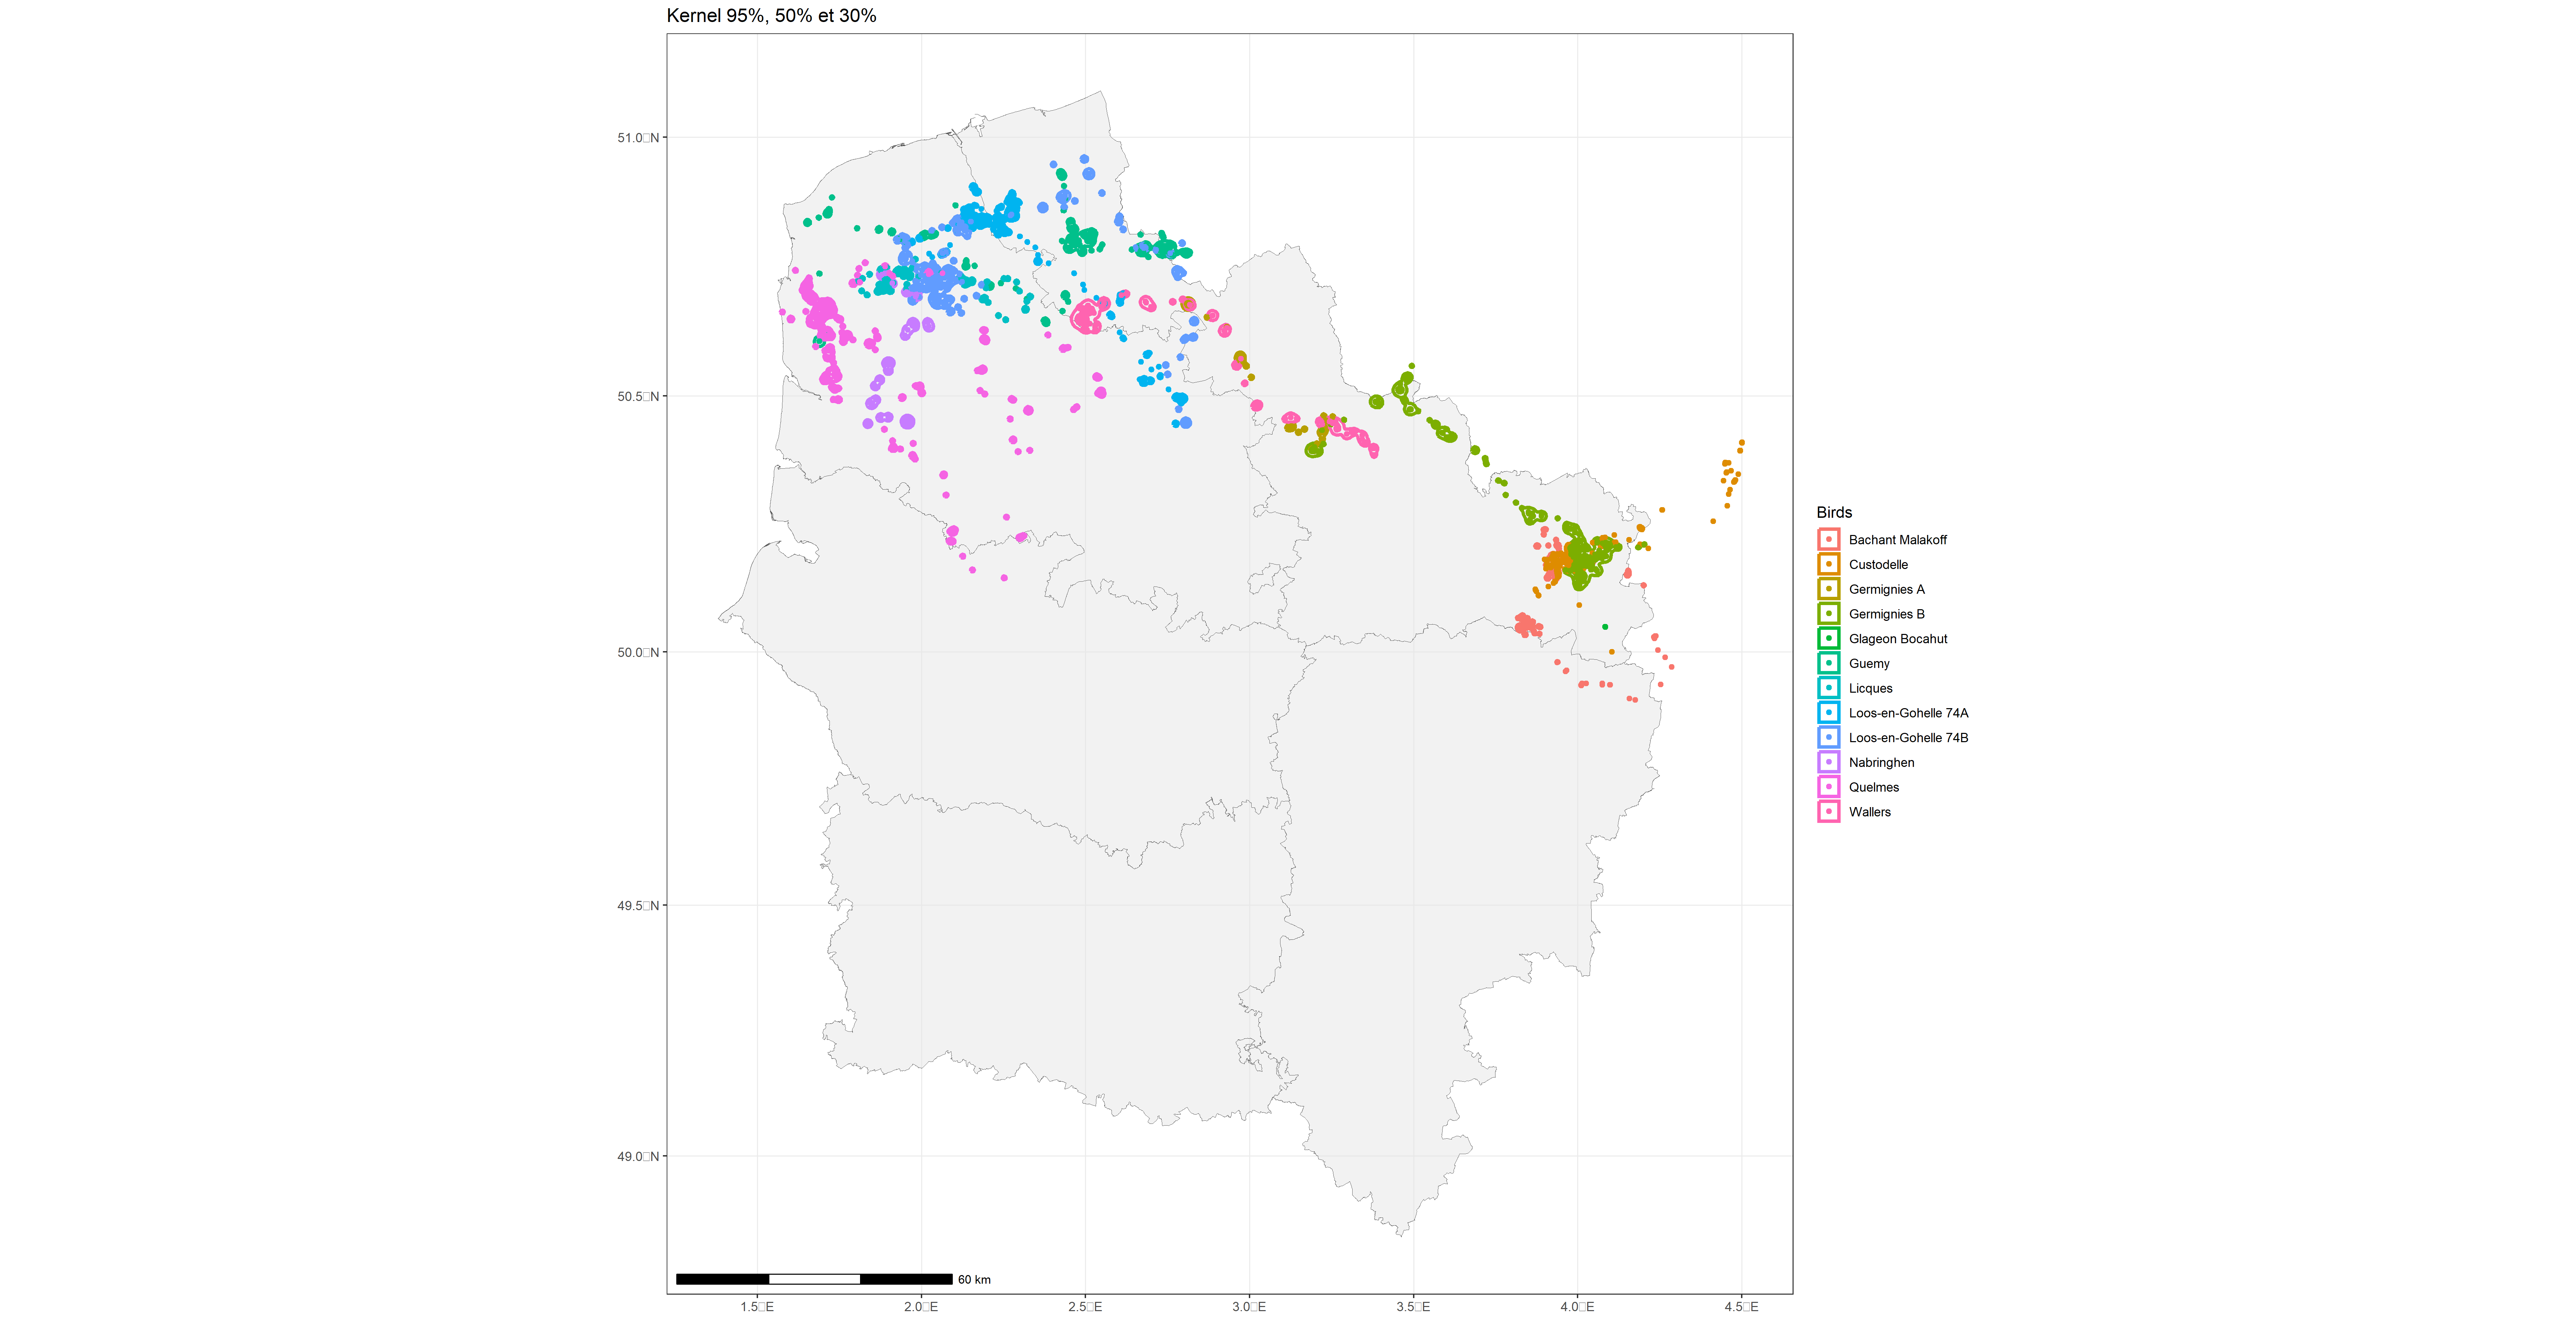 Kernel 95%, 50% et 30%
51.0□N
50.5□N
50.0□N
49.5□N
49.0□N
1.5□E
2.0□E
2.5□E
3.0□E
3.5□E
4.0□E
4.5□E
60 km
Birds
Bachant Malakoff
Custodelle
Germignies A
Germignies B
Glageon Bocahut
Guemy
Licques
Loos-en-Gohelle 74A
Loos-en-Gohelle 74B
Nabringhen
Quelmes
Wallers